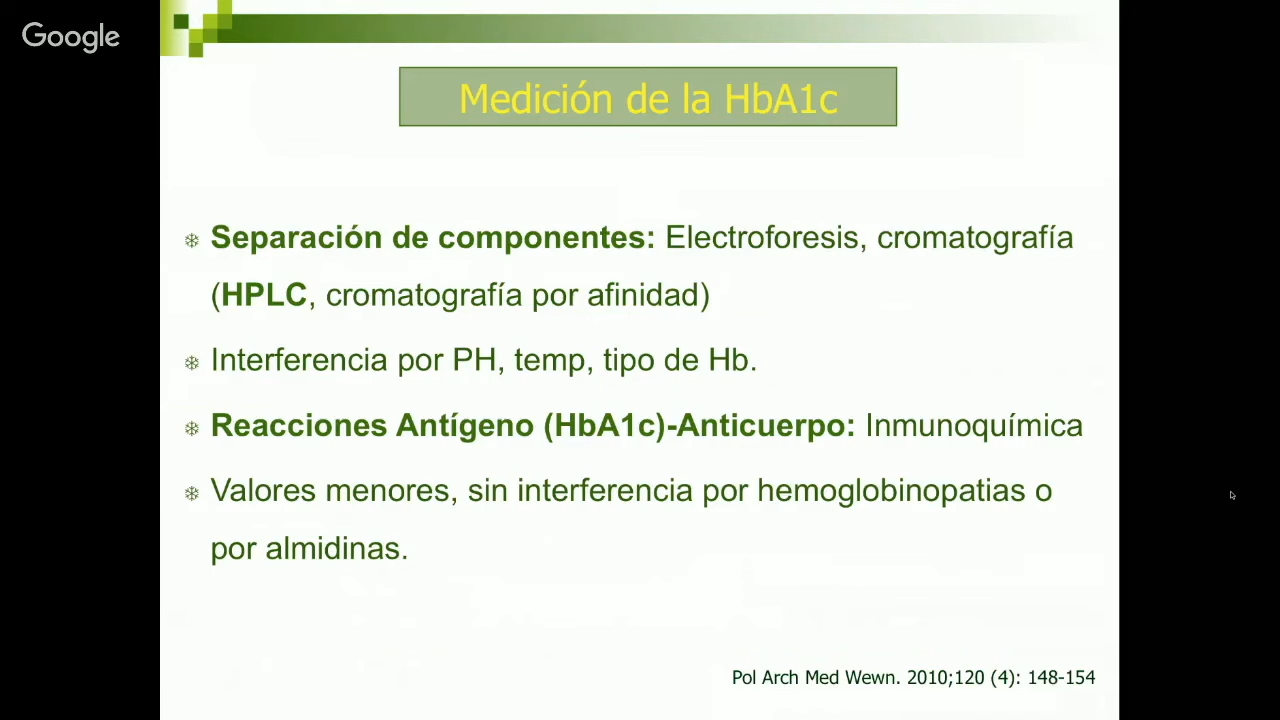 Google
Medición de la HbA1c
Separación de componentes: Electroforesis, cromatografía
(HPLC, cromatografía por afinidad)
Interferencia por PH, temp, tipo de Hb.
Reacciones Antígeno (HbA1c)-Anticuerpo: Inmunoquímica
Valores menores, sin interferencia por hemoglobinopatias o
por almidinas.
Pol Arch Med Wewn. 2010;120 (4): 148-154